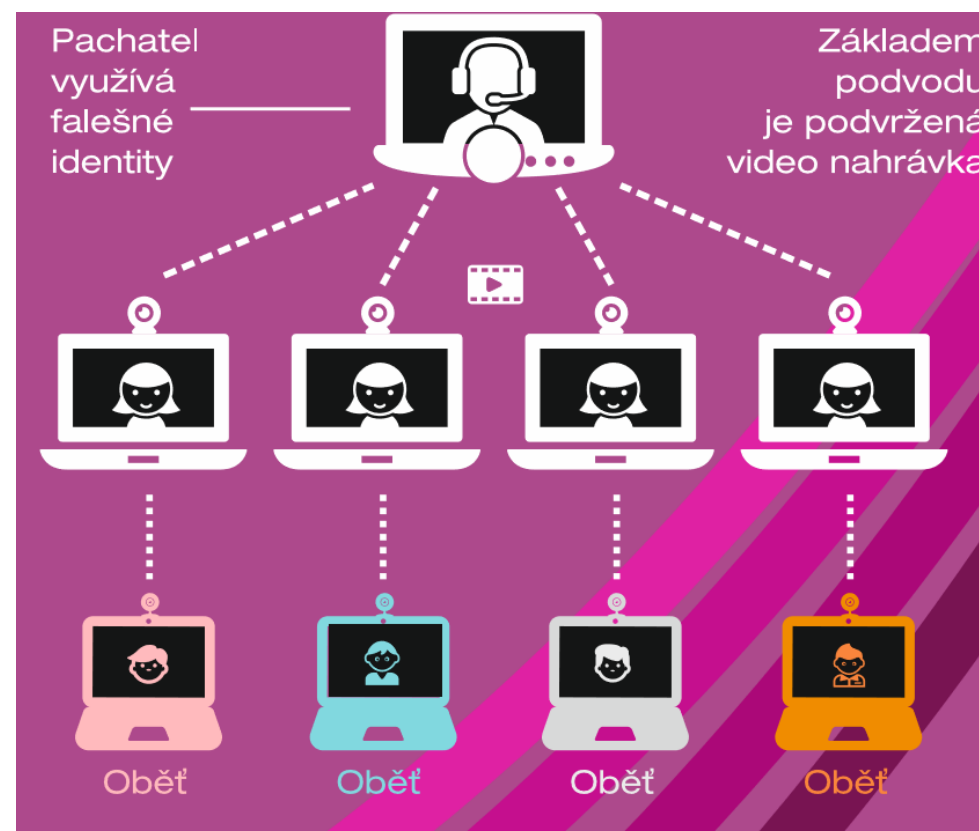 Pachatel
využívá
falešné
identity
Základem
podvodu
je podvržená
video nahrávka
Oběť
Oběť
Oběť
Oběť